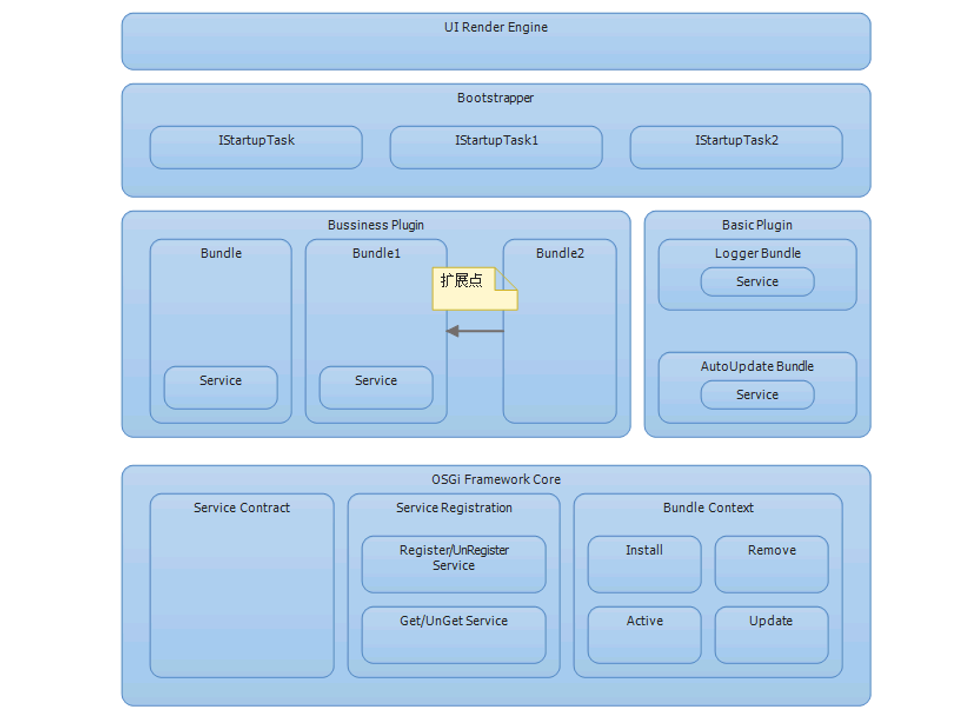 UI Render Engine
Bootstrapper
IStartupTask
IStartupTask1
IStartupTask2
Bussiness Plugin
Bundle
Service
Bundle1
Service
扩展点
Bundle2
Basic Plugin
Logger Bundle
Service
AutoUpdate Bundle
Service
OSGi Framework Core
Service Contract
Service Registration
Register/UnRegister
Service
Get/UnGet Service
Bundle Context
Install
Remove
Active
Update